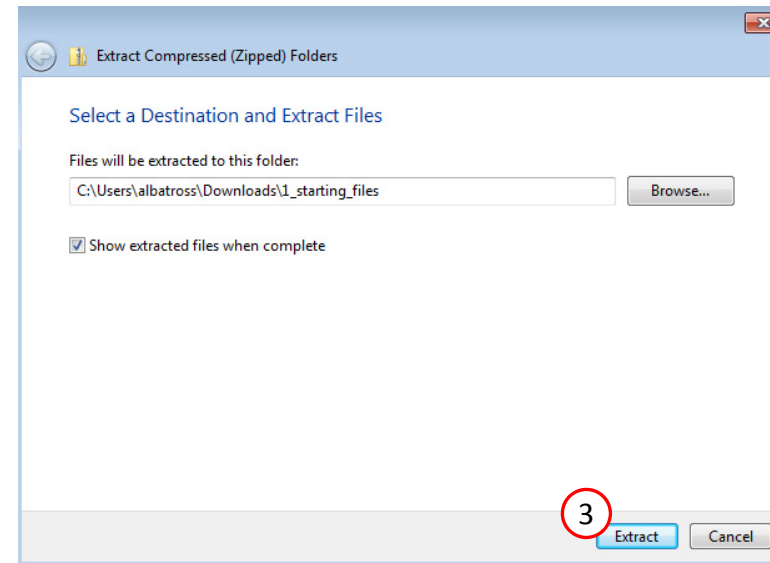 Extract Compressed (Zipped) Folders
Select a Destination and Extract Files
Files will be extracted to this folder:
C:\Users\albatross\Downloads\1_starting_files
Browse...
Show extracted files when complete
3
Extract
Cancel